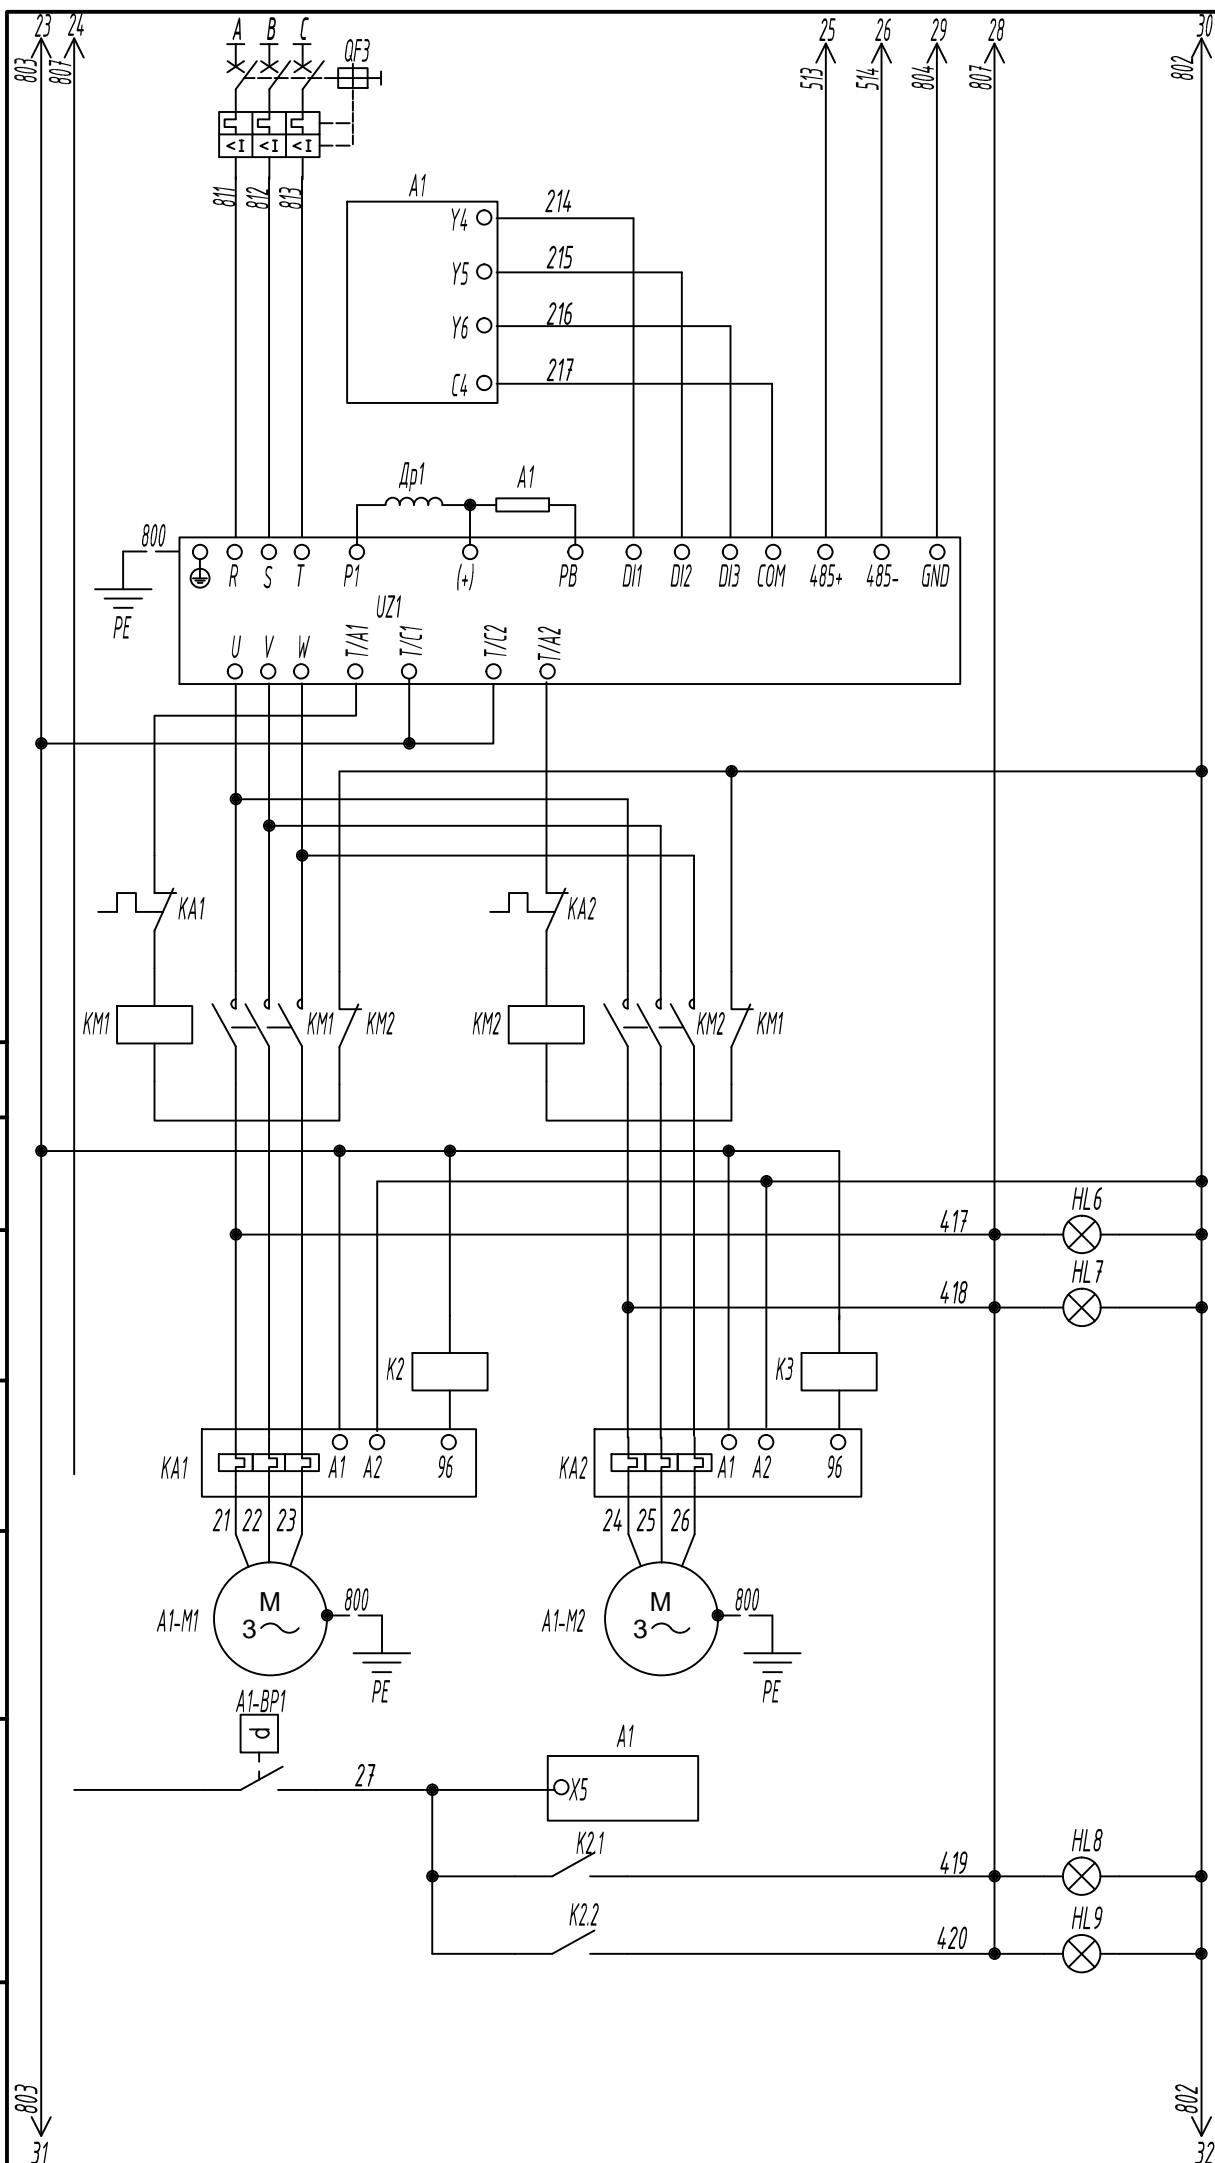 23 24 A B C QF3 25 26 29 28 30
803 807 513 514 804 807 802
<I <I <I
811 812 813
A1
Y4 214
Y5 215
Y6 216
C4 217
Др1 A1
800
R S T P1 (+) PB DI1 DI2 DI3 COM 485+ 485- GND
PE
UZ1
U V W T/A1 T/C1 T/C2 T/A2
KA1 KA2
KM1 KM1 KM2 KM2 KM2 KM1
HL6
417
HL7
418
K2 K3
KA1 A1 A2 96 KA2 A1 A2 96
21 22 23 24 25 26
A1-M1 M 800 A1-M2 M 800
3 3
PE PE
A1-BP1
d
A1
27
X5
K2.1 419 HL8
K2.2 420 HL9
803 802
31 32